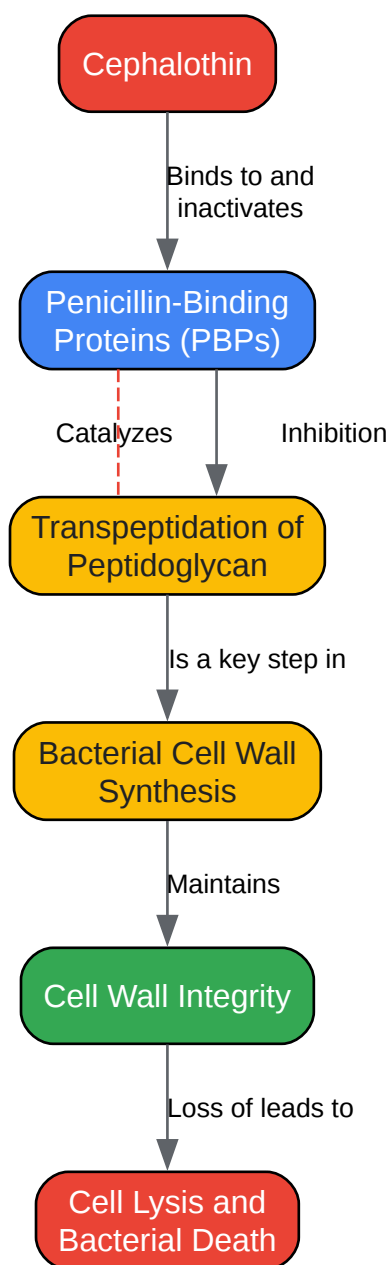 Cephalothin
Binds to and
inactivates
Penicillin-Binding
Proteins (PBPs)
Catalyzes
Inhibition
Transpeptidation of
Peptidoglycan
Is a key step in
Bacterial Cell Wall
Synthesis
Maintains
Cell Wall Integrity
Loss of leads to
Cell Lysis and
Bacterial Death